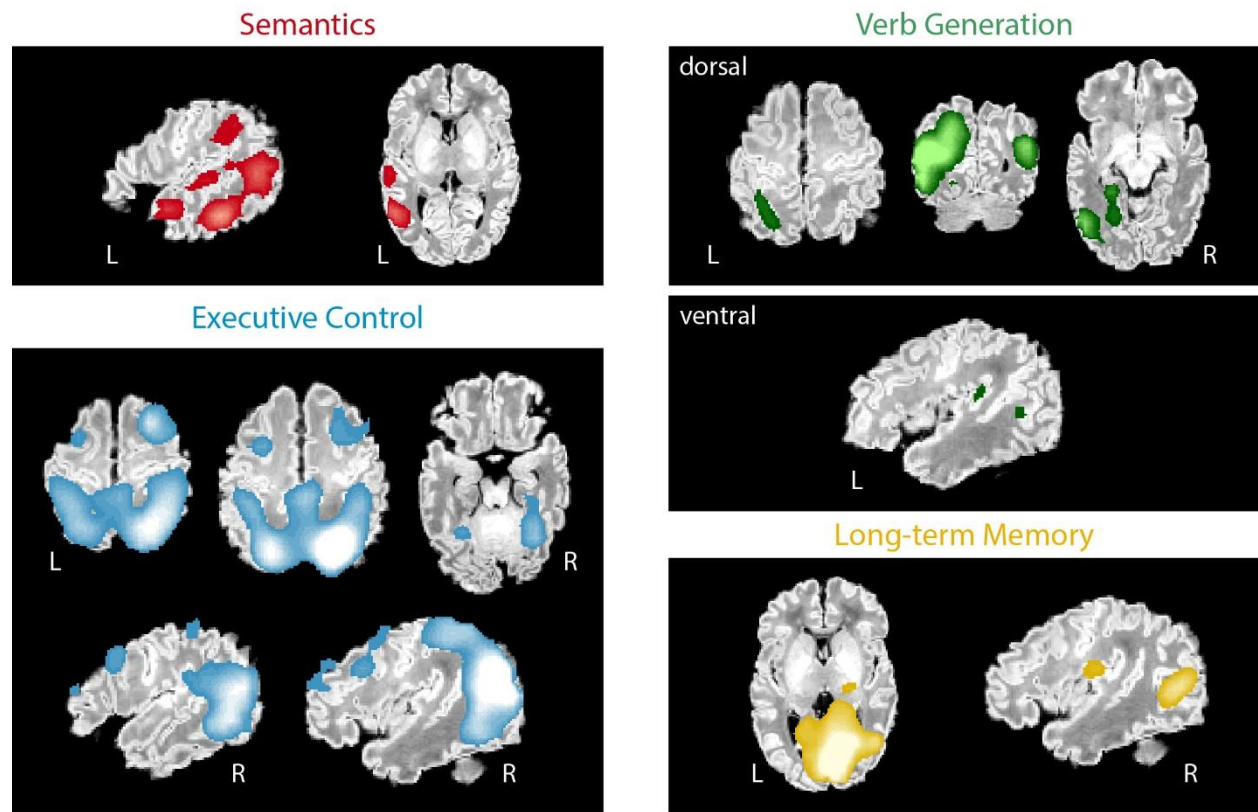 Semantics
L
L
Executive Control
L
R
R
R
Verb Generation
dorsal
L
R
ventral
L
Long-term Memory
L
R